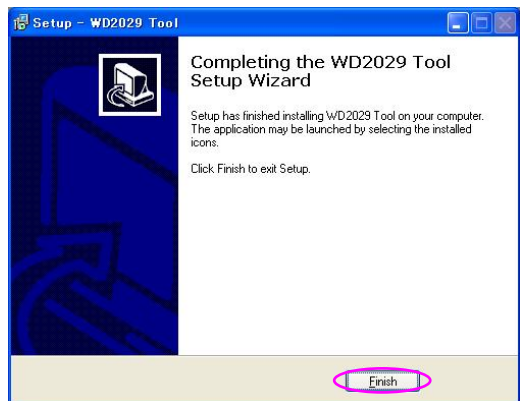 Setup - WD2029 Tool
Completing the WD2029 Tool
Setup Wizard
Setup has finished installing WD2029 Tool on your computer.
The application may be launched by selecting the installed
icons.
Click Finish to exit Setup.
Finish